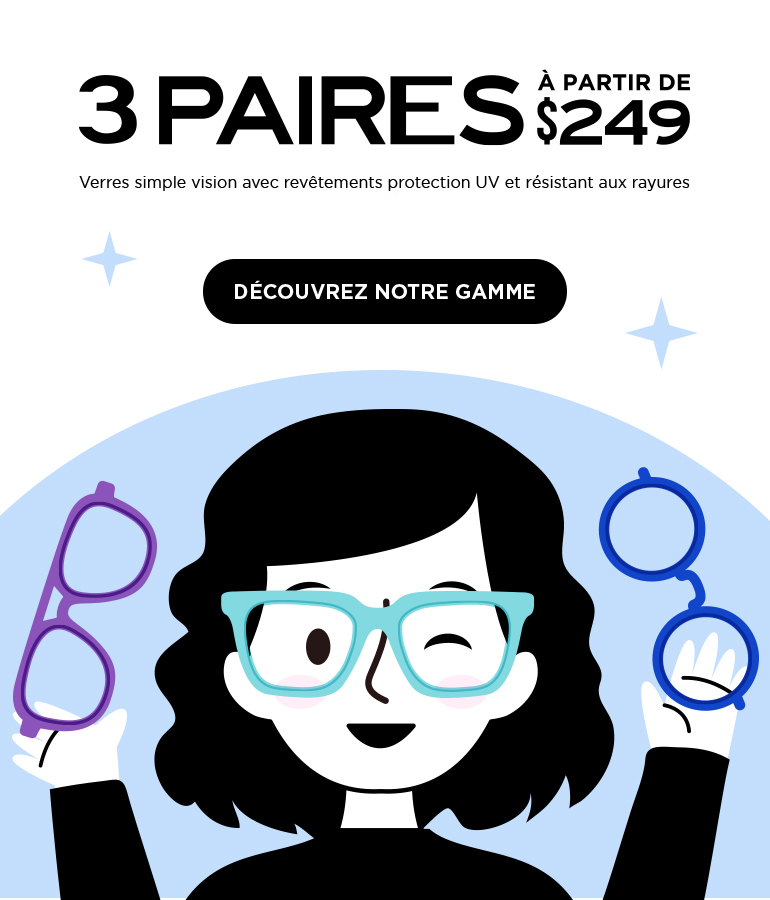 3 PAIRES À PARTIR DE
$249
Verres simple vision avec revêtements protection UV et résistant aux rayures
DÉCOUVREZ NOTRE GAMME